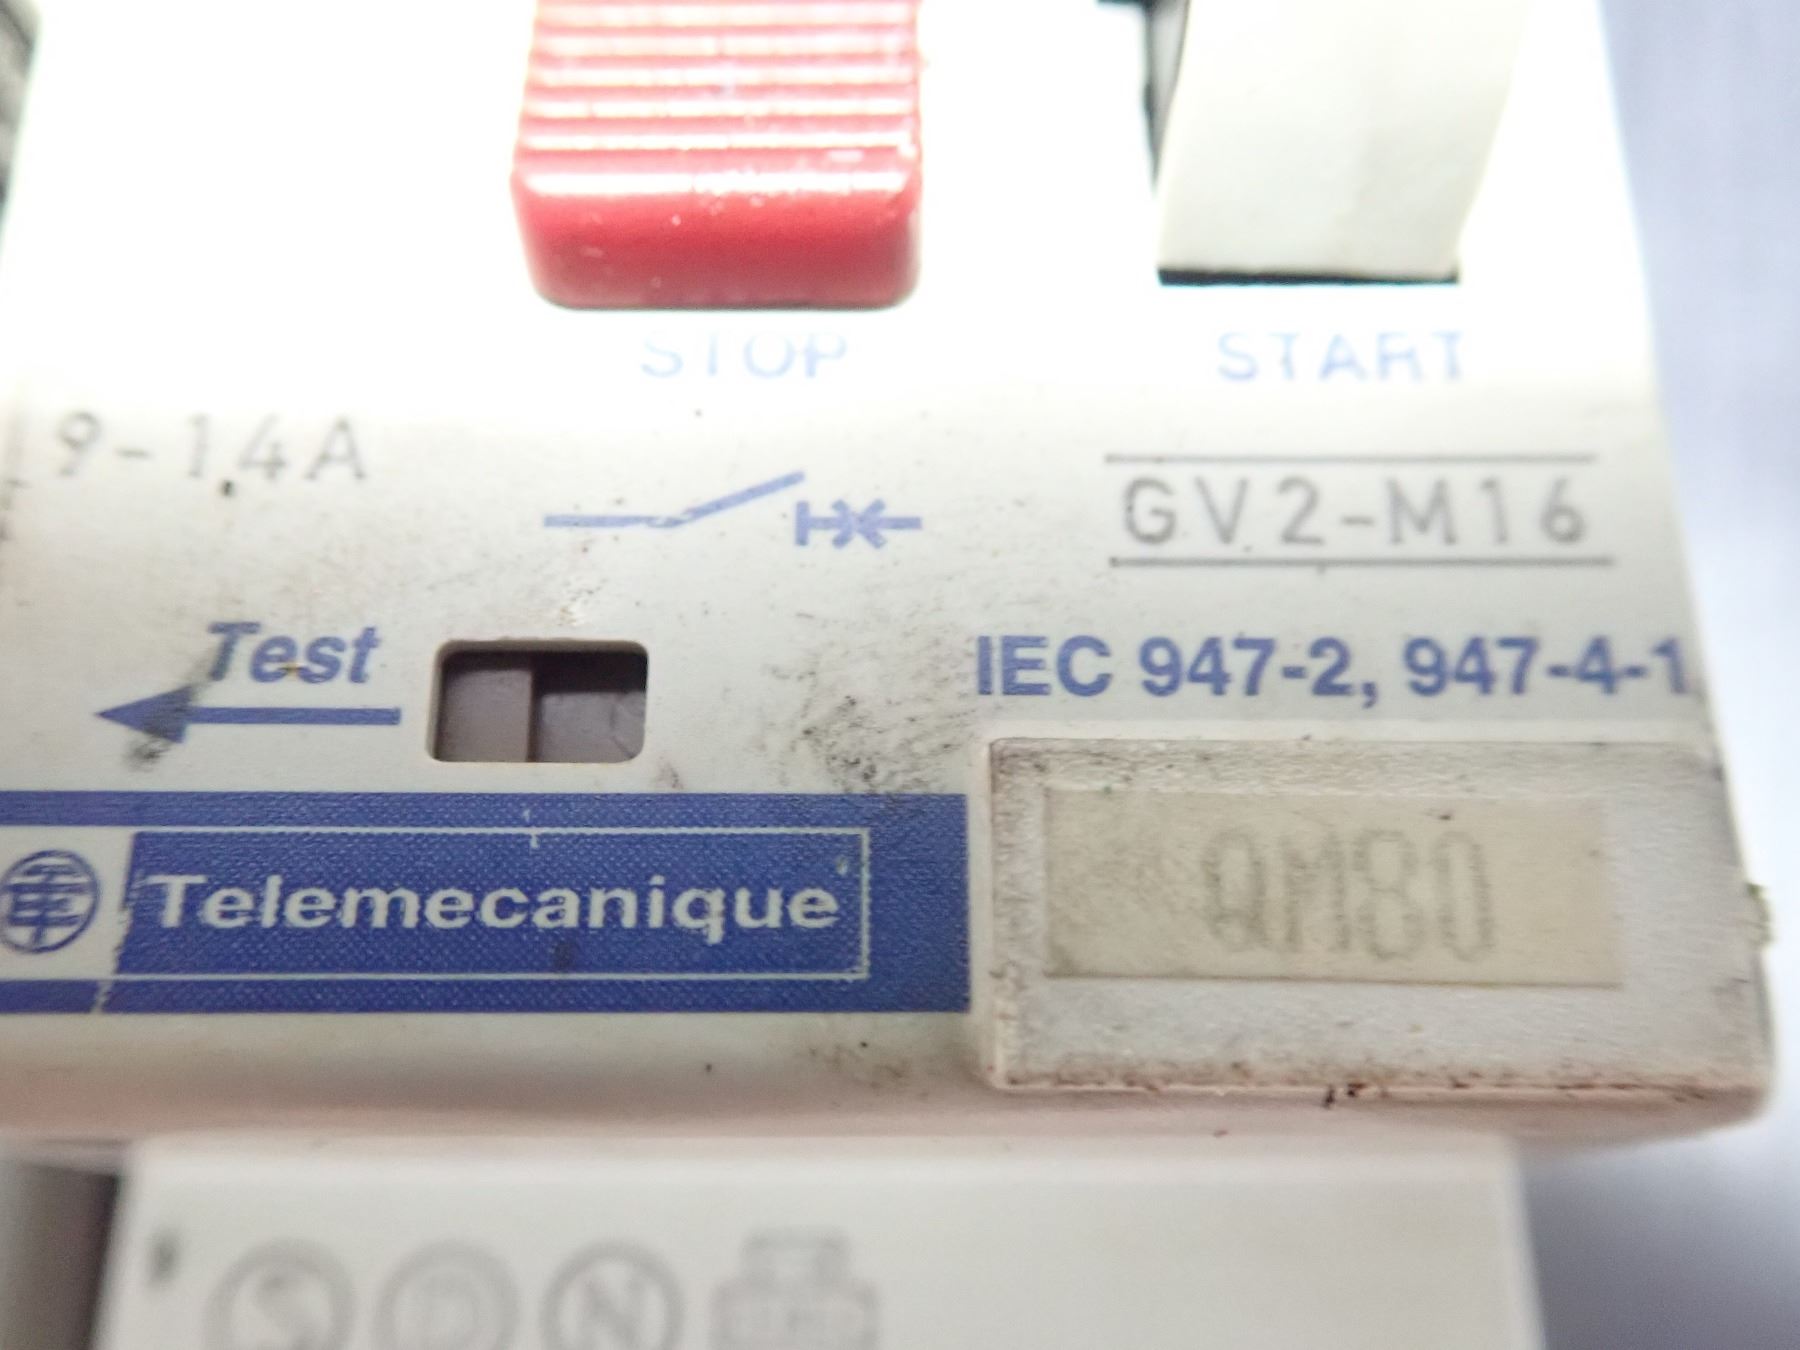 STOP START
9-14A
GV2-M16
Test
IEC 947-2, 947-4-1
Telemecanique
QM80
S D N